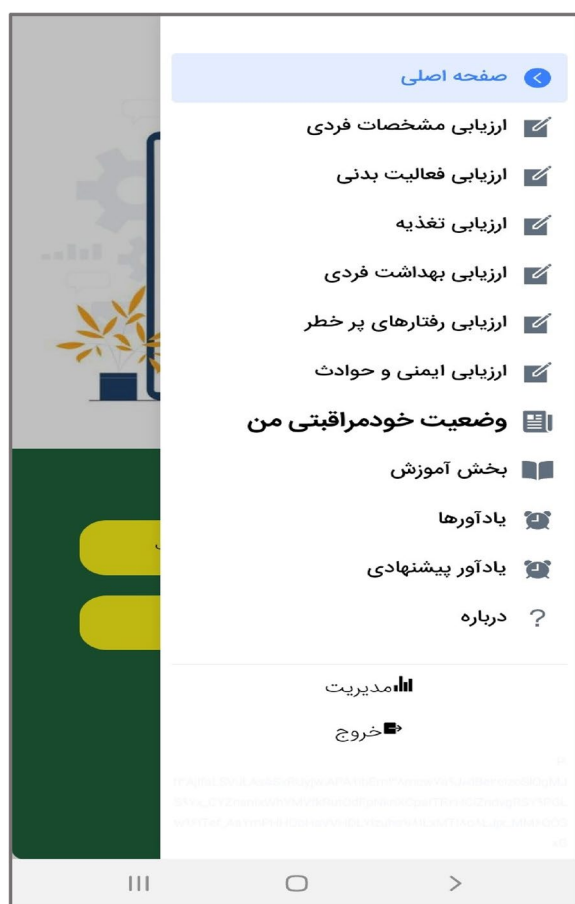 صفحه اصلی
ارزیابی مشخصات فردی
ارزیابی فعالیت بدنی
ارزیابی تغذیه
ارزیابی بهداشت فردی
ارزیابی رفتارهای پر خطر
ارزیابی ایمنی و حوادث
وضعیت خودمراقبتی من
بخش آموزش
یادآورها
یادآور پیشنهادی
درباره
مدیریت
خروج